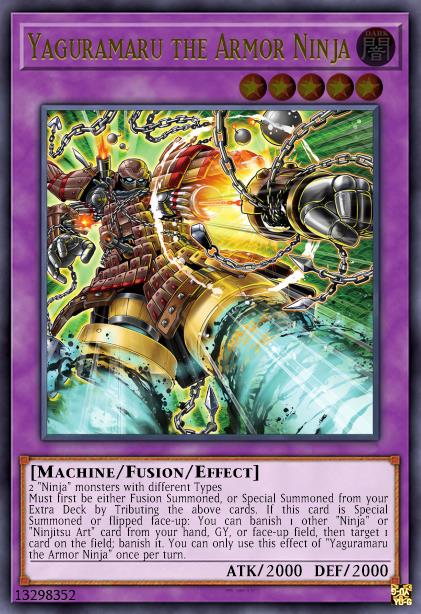 Yaguramaru the Armor Ninja
DARK
闇
[Machine/Fusion/Effect]
2 "Ninja" monsters with different Types
Must first be either Fusion Summoned, or Special Summoned from your
Extra Deck by Tributing the above cards. If this card is Special
Summoned or flipped face-up: You can banish 1 other "Ninja" or
"Ninjitsu Art" card from your hand, GY, or face-up field, then target 1
card on the field; banish it. You can only use this effect of "Yaguramaru
the Armor Ninja" once per turn.
ATK/2000 DEF/2000
13298352